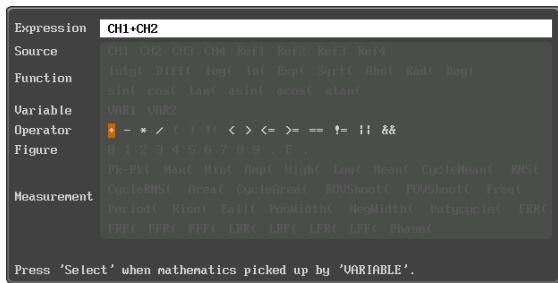 Expression CH1+CH2
Source CH1 CH2 CH3 CH4 Ref1 Ref2 Ref3 Ref4
Function Intg( Diff( log( ln( Exp( Sqrt( Abs( Rad( Deg(
sin( cos( tan( asin( acos( atan(
Variable VAR1 VAR2
Operator + - * / ( ) !( < > <= >= == != || &&
Figure 0 1 2 3 4 5 6 7 8 9 . E .
Measurement Pk-Pk( Max( Min( Amp( High( Low( Mean( CycleMean( RMS(
CycleRMS( Area( CycleArea( ROVShoot( FOVShoot( Freq(
Period( Rise( Fall( PosWidth( NegWidth( Dutycycle( FRR(
FRF( FFR( FFF( LRR( LRF( LFR( LFF( Phase(
Press 'Select' when mathematics picked up by 'VARIABLE'.